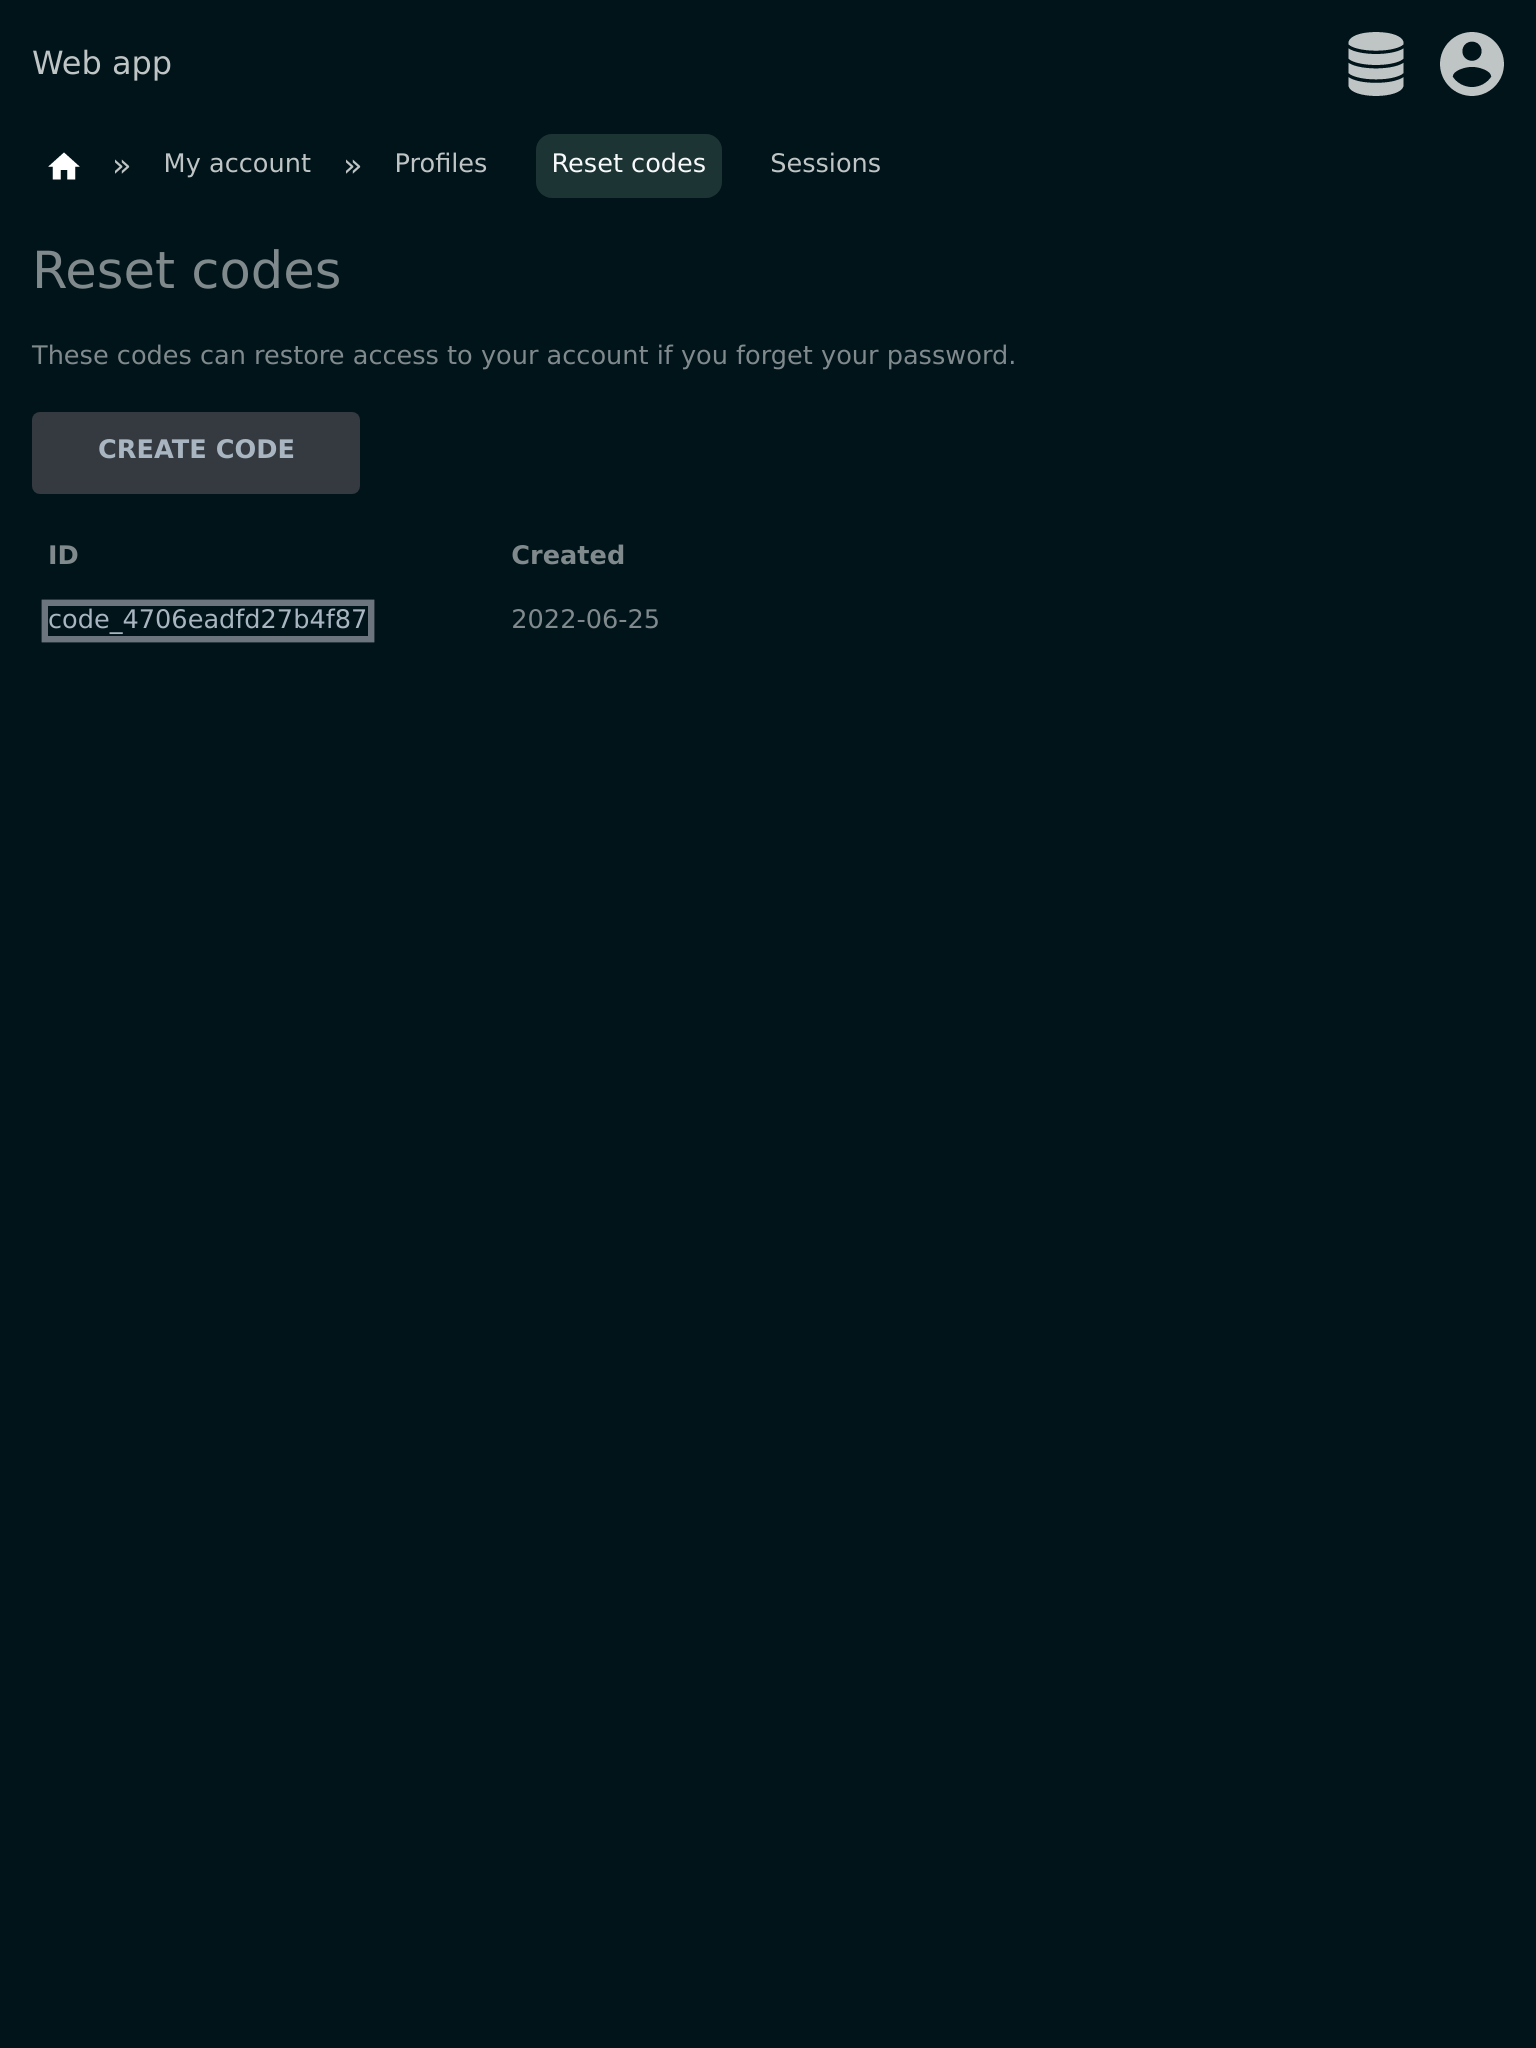 Web app
» My account » Profiles Reset codes Sessions
Reset codes
These codes can restore access to your account if you forget your password.
CREATE CODE
ID Created
code_4706eadfd27b4f87 2022-06-25